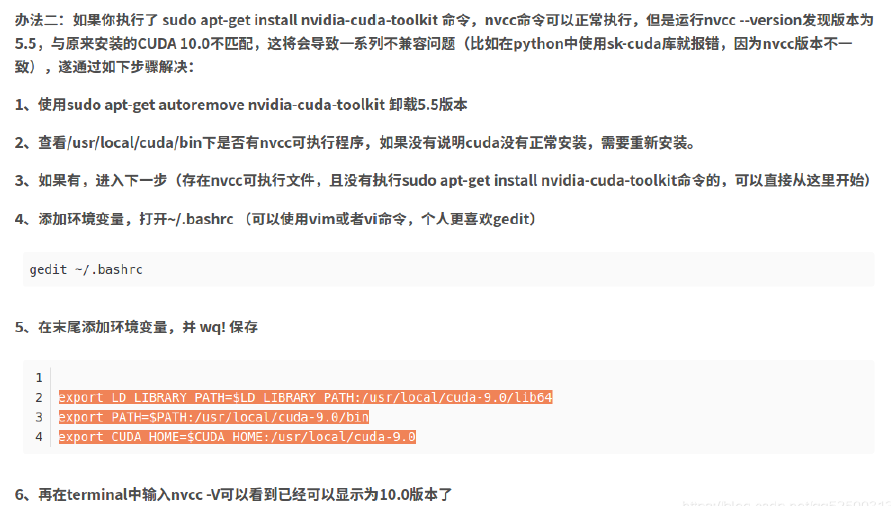 办法二：如果你执行了 sudo apt-get install nvidia-cuda-toolkit 命令，nvcc命令可以正常执行，但是运行nvcc --version发现版本为
5.5，与原来安装的CUDA 10.0不匹配，这将会导致一系列不兼容问题（比如在python中使用sk-cuda库就报错，因为nvcc版本不一
致），遂通过如下步骤解决：
1、使用sudo apt-get autoremove nvidia-cuda-toolkit 卸载5.5版本
2、查看/usr/local/cuda/bin下是否有nvcc可执行程序，如果没有说明cuda没有正常安装，需要重新安装。
3、如果有，进入下一步（存在nvcc可执行文件，且没有执行sudo apt-get install nvidia-cuda-toolkit命令的，可以直接从这里开始）
4、添加环境变量，打开~/.bashrc （可以使用vim或者vi命令，个人更喜欢gedit）
gedit ~/.bashrc
5、在末尾添加环境变量，并 wq! 保存
1
2 export LD_LIBRARY_PATH=$LD_LIBRARY_PATH:/usr/local/cuda-9.0/lib64
3 export PATH=$PATH:/usr/local/cuda-9.0/bin
4 export CUDA_HOME=$CUDA_HOME:/usr/local/cuda-9.0
6、再在terminal中输入nvcc -V可以看到已经可以显示为10.0版本了